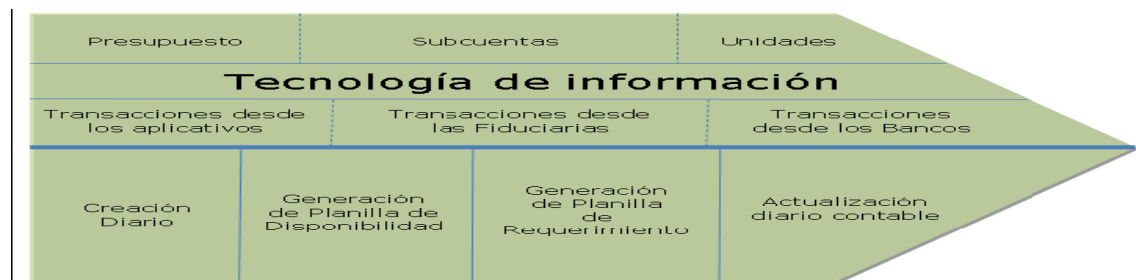 Presupuesto
Subcuentas
Unidades
Tecnología de información
Transacciones desde
los aplicativos
Transacciones desde
las Fiduciarias
Transacciones
desde los Bancos
Creación
Diario
Generación
de Planilla de
Disponibilidad
Generación
de Planilla
de
Requerimiento
Actualización
diario contable